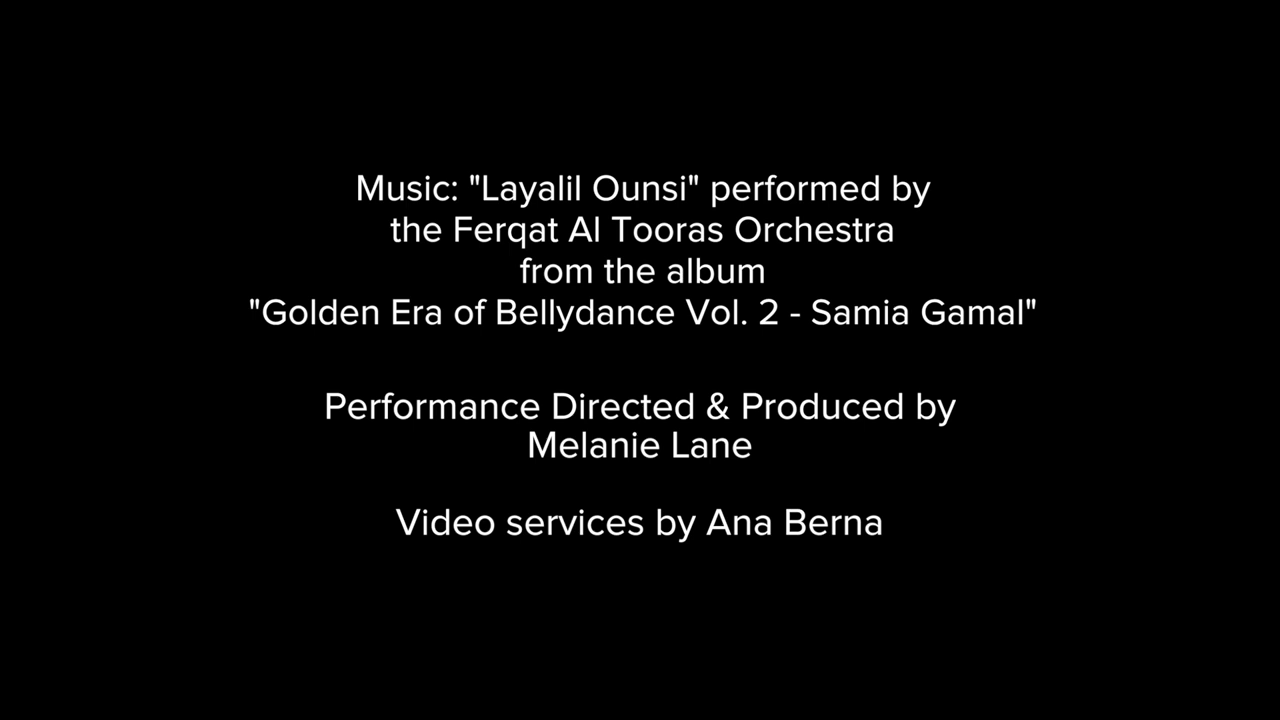 Music: "Layalil Ounsi" performed by
the Ferqat Al Tooras Orchestra
from the album
"Golden Era of Bellydance Vol. 2 - Samia Gamal"
Performance Directed & Produced by
Melanie Lane
Video services by Ana Berna